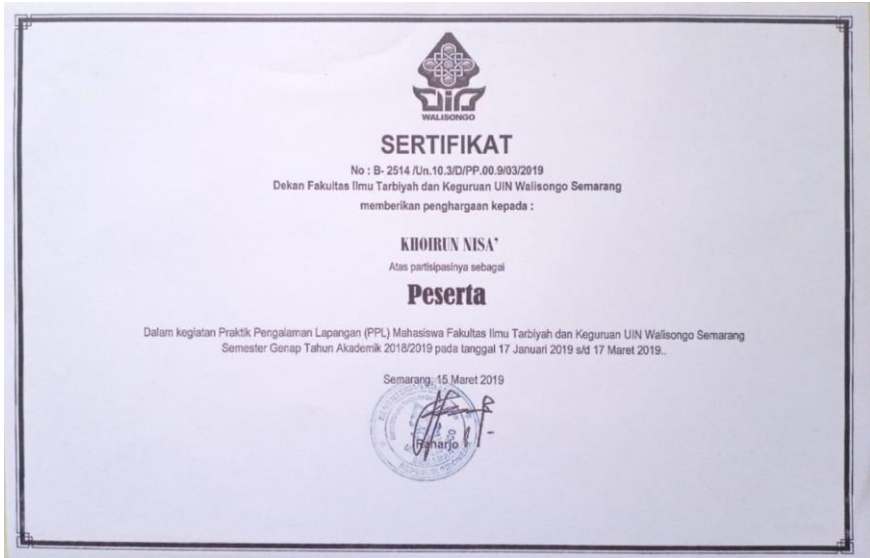 UIN
WALISONGO
SERTIFIKAT
No : B- 2514 /Un.10.3/D/PP.00.9/03/2019
Dekan Fakultas Ilmu Tarbiyah dan Keguruan UIN Walisongo Semarang
memberikan penghargaan kepada :
KHOIRUN NISA'
Atas partisipasinya sebagai
Peserta
Dalam kegiatan Praktik Pengalaman Lapangan (PPL) Mahasiswa Fakultas Ilmu Tarbiyah dan Keguruan UIN Walisongo Semarang
Semester Genap Tahun Akademik 2018/2019 pada tanggal 17 Januari 2019 s/d 17 Maret 2019..
Semarang, 15 Maret 2019
Raharjo